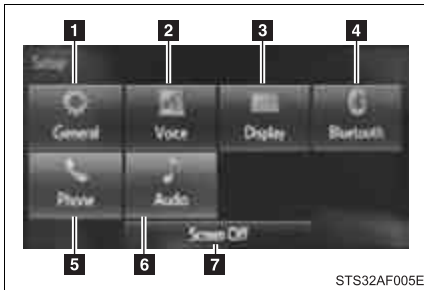 1 2 3 4
Setup
General Voice Display Bluetooth
Phone Audio
Screen Off
5 6 7
STS32AF005E